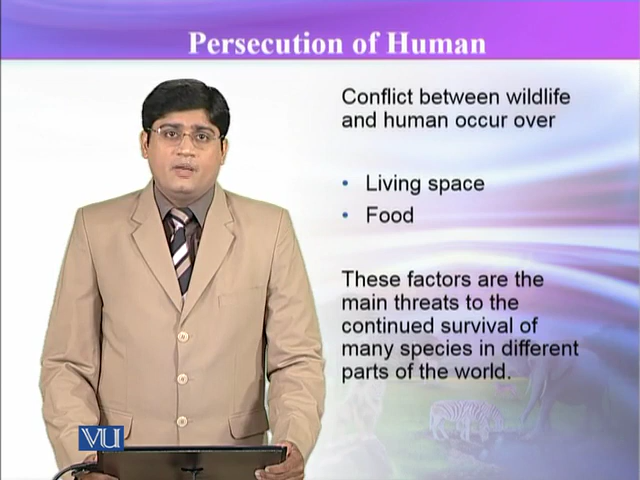 Persecution of Human
Conflict between wildlife
and human occur over
• Living space
• Food
These factors are the
main threats to the
continued survival of
many species in different
parts of the world.
VU